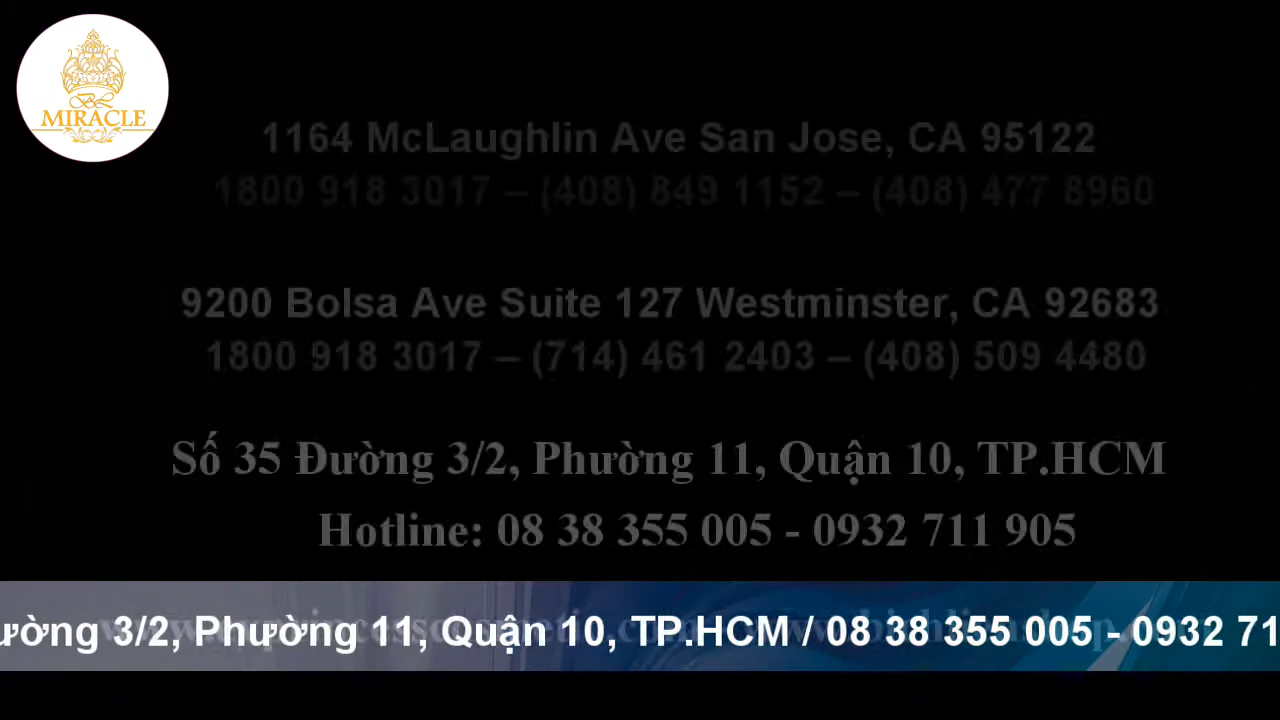 BL
MIRACLE
1164 McLaughlin Ave San Jose, CA 95122
1800 918 3017 – (408) 849 1152 – (408) 477 8960
9200 Bolsa Ave Suite 127 Westminster, CA 92683
1800 918 3017 – (714) 461 2403 – (408) 509 4480
Số 35 Đường 3/2, Phường 11, Quận 10, TP.HCM
Hotline: 08 38 355 005 - 0932 711 905
ường 3/2, Phường 11, Quận 10, TP.HCM / 08 38 355 005 - 0932 71